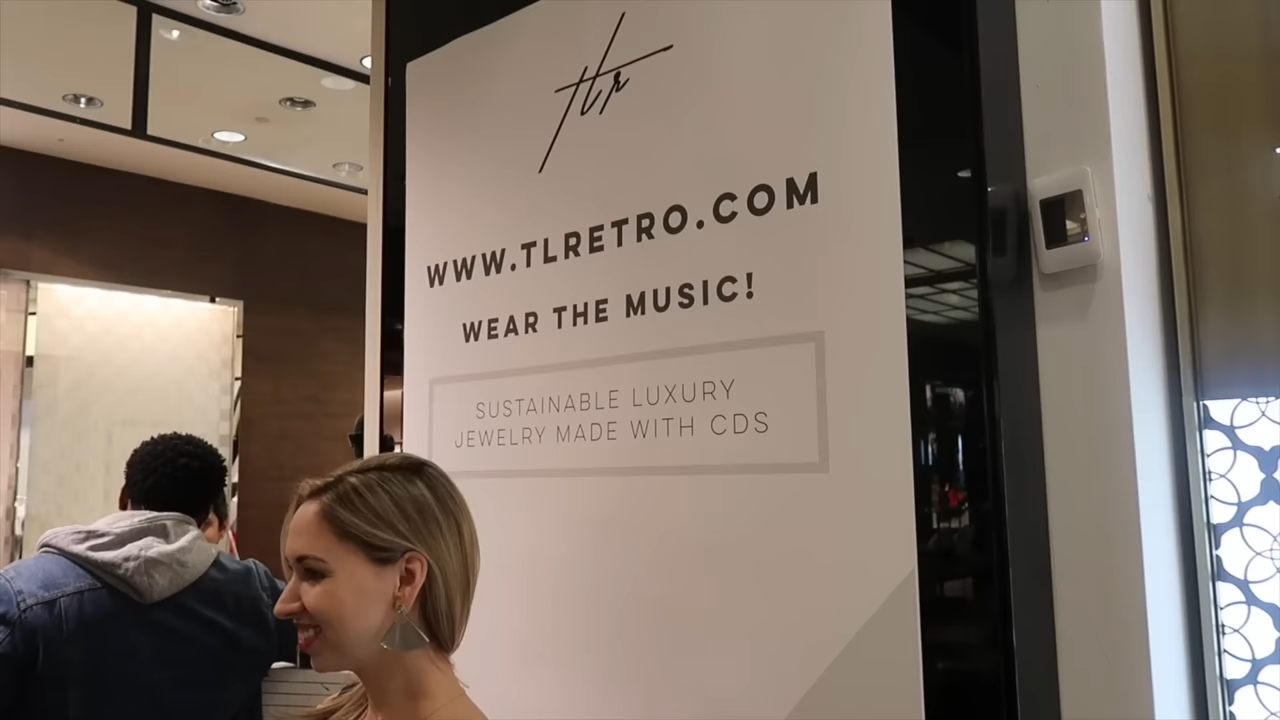 tlr
WWW.TLRETRO.COM
WEAR THE MUSIC!
SUSTAINABLE LUXURY
JEWELRY MADE WITH CDS